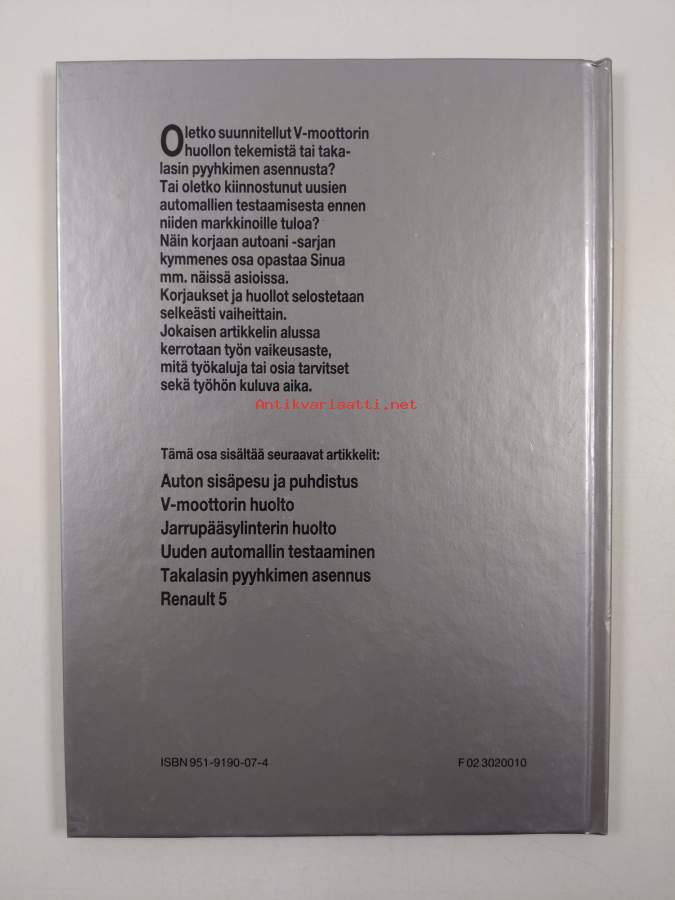 Oletko suunnitellut V-moottorin
huollon tekemistä tai taka-
lasin pyyhkimen asennusta?
Tai oletko kiinnostunut uusien
automallien testaamisesta ennen
niiden markkinoille tuloa?
Näin korjaan autoani -sarjan
kymmenes osa opastaa Sinua
mm. näissä asioissa.
Korjaukset ja huollot selostetaan
selkeästi vaiheittain.
Jokaisen artikkelin alussa
kerrotaan työn vaikeusaste,
mitä työkaluja tai osia tarvitset
sekä työhön kuluva aika.
Antikvariaatti.net
Tämä osa sisältää seuraavat artikkelit:
Auton sisäpesu ja puhdistus
V-moottorin huolto
Jarrupääsylinterin huolto
Uuden automallin testaaminen
Takalasin pyyhkimen asennus
Renault 5
ISBN 951-9190-07-4 F 02 3020010